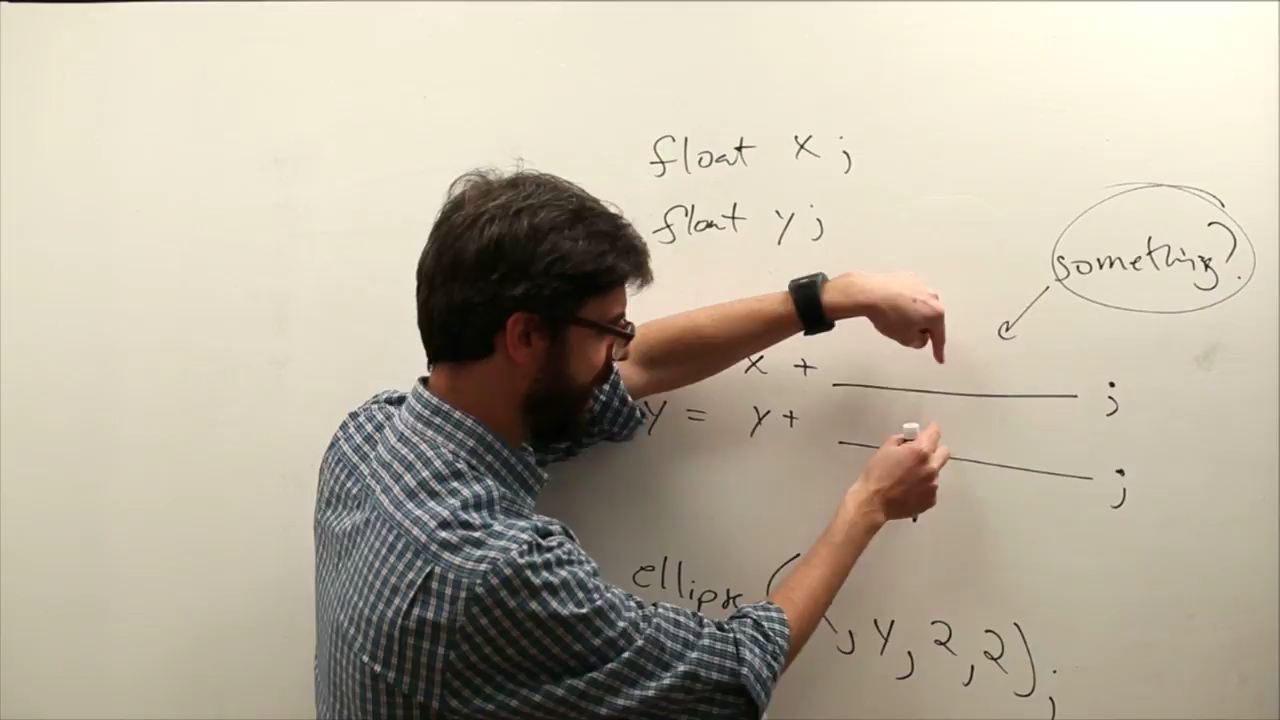 float x ;
float y ;
something?
x + ;
y = y + ;
ellipse ( , y, 2, 2) ;